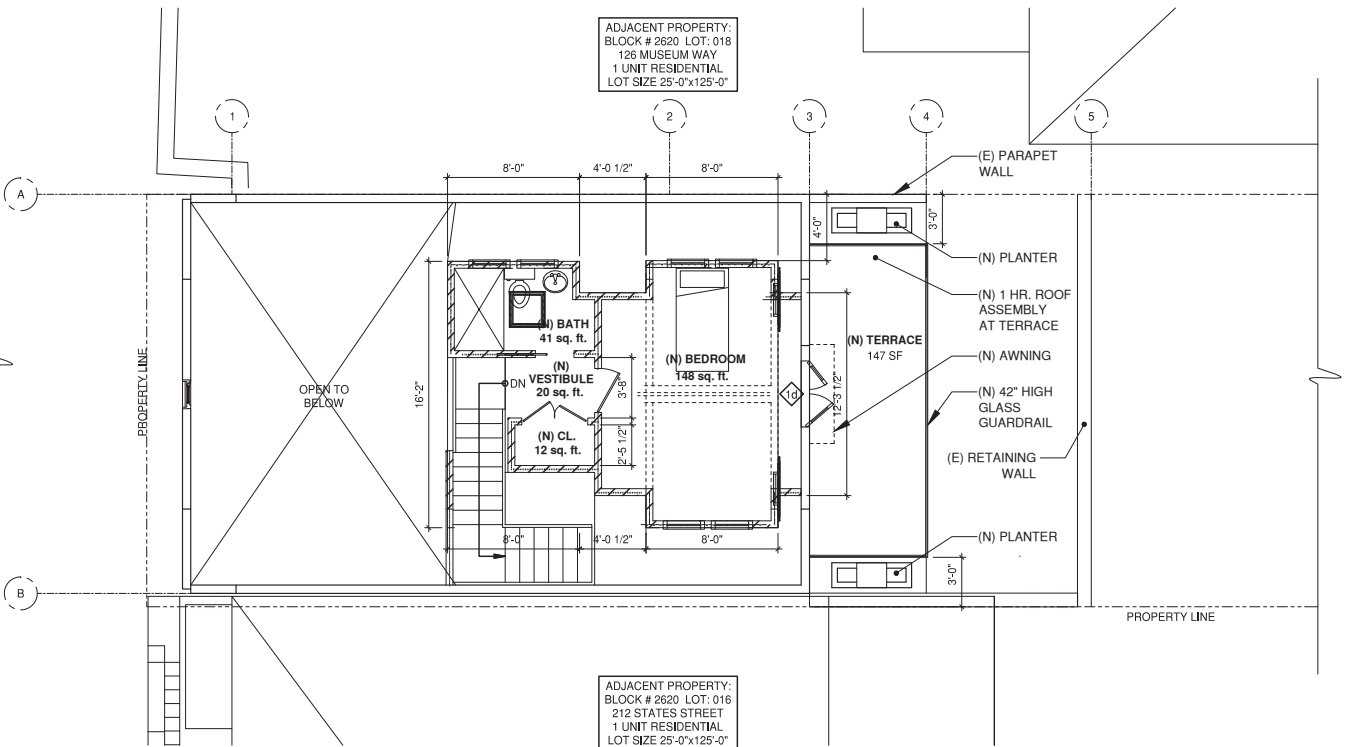 ADJACENT PROPERTY:
BLOCK # 2620 LOT: 018
126 MUSEUM WAY
1 UNIT RESIDENTIAL
LOT SIZE 25'-0"x125'-0"
1
2
3
4
5
A
B
8'-0"
4'-0 1/2"
8'-0"
(E) PARAPET
WALL
4'-0"
3'-0"
(N) PLANTER
(N) 1 HR. ROOF
ASSEMBLY
AT TERRACE
(N) AWNING
(N) 42" HIGH
GLASS
GUARDRAIL
(E) RETAINING
WALL
(N) PLANTER
3'-0"
PROPERTY LINE
PROPERTY LINE
OPEN TO
BELOW
16'-2"
(N) BATH
41 sq. ft.
(N)
VESTIBULE
20 sq. ft.
DN
3'-8"
(N) CL.
12 sq. ft.
2'-5 1/2"
(N) BEDROOM
148 sq. ft.
1d
12'-3 1/2"
(N) TERRACE
147 SF
8'-0"
4'-0 1/2"
8'-0"
ADJACENT PROPERTY:
BLOCK # 2620 LOT: 016
212 STATES STREET
1 UNIT RESIDENTIAL
LOT SIZE 25'-0"x125'-0"